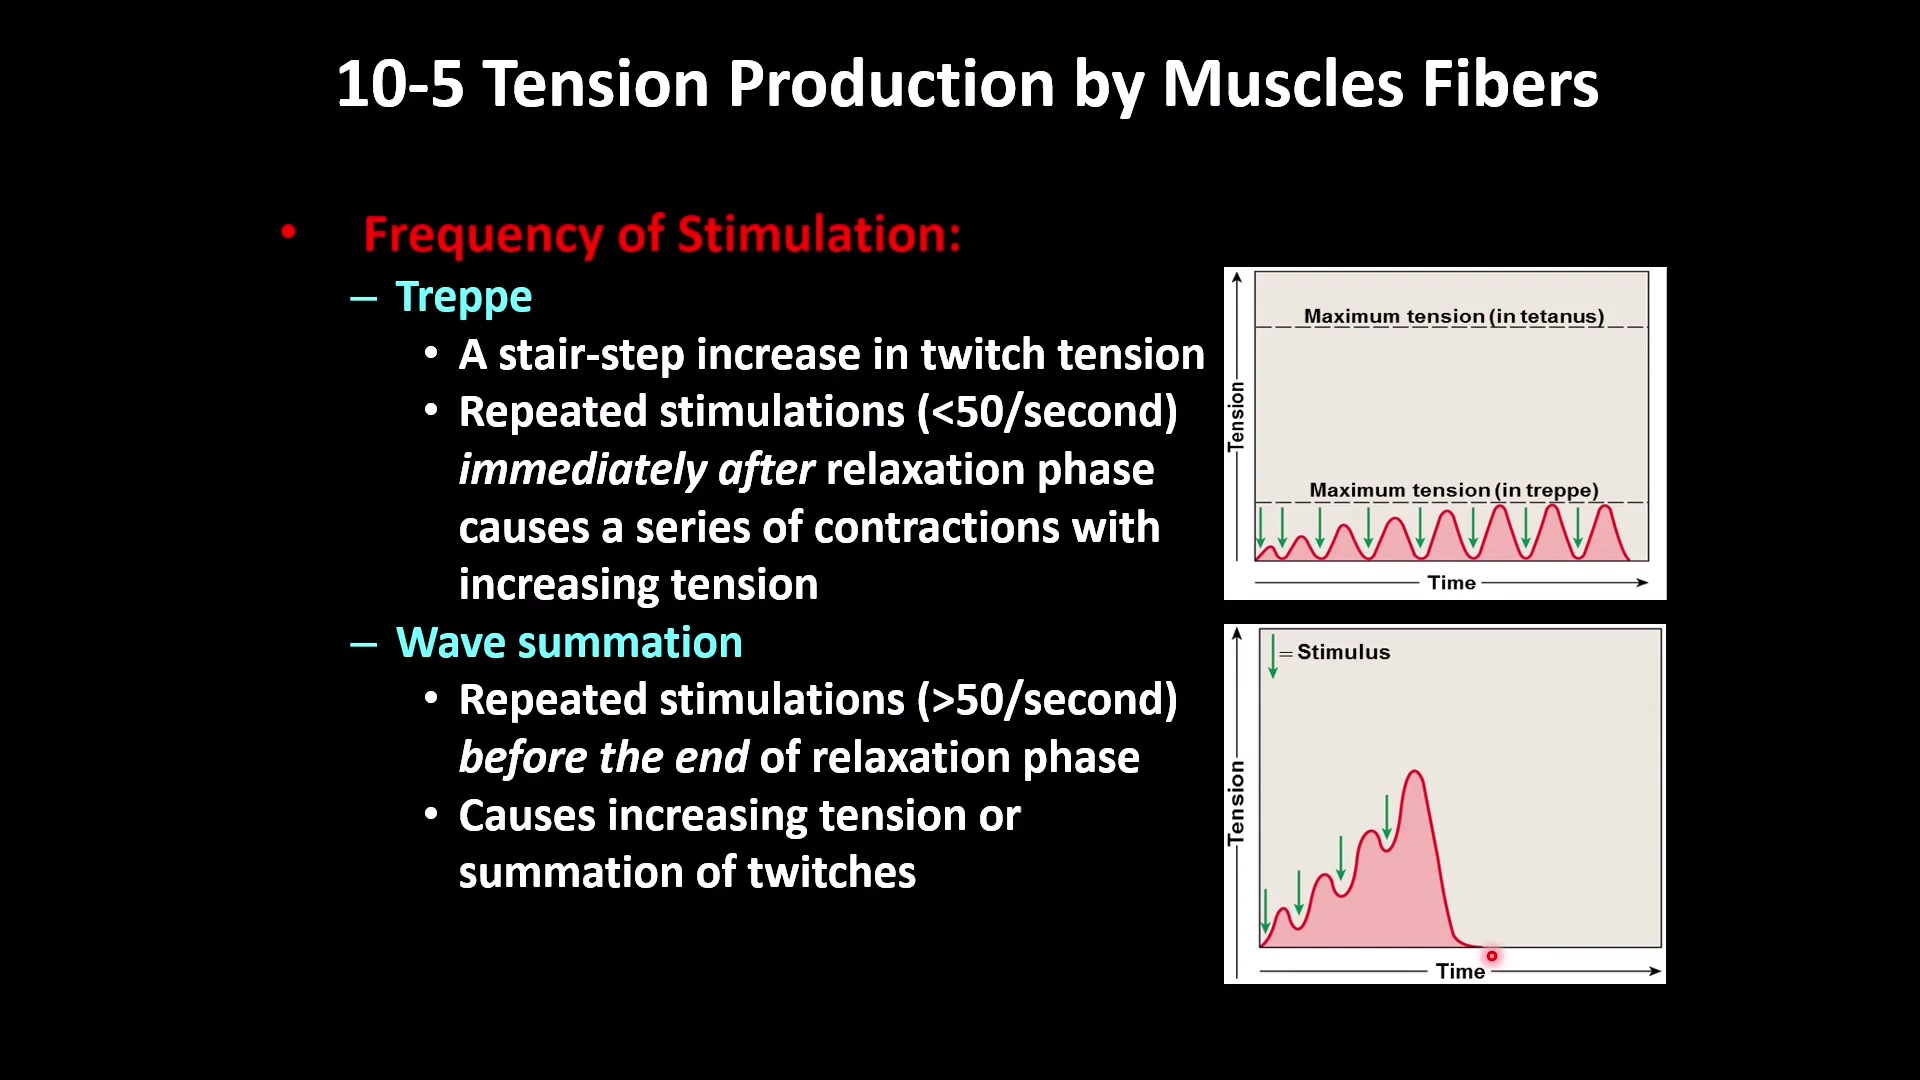 10-5 Tension Production by Muscles Fibers
• Frequency of Stimulation:
– Treppe
• A stair-step increase in twitch tension
• Repeated stimulations (<50/second)
immediately after relaxation phase
causes a series of contractions with
increasing tension
– Wave summation
• Repeated stimulations (>50/second)
before the end of relaxation phase
• Causes increasing tension or
summation of twitches
Maximum tension (in tetanus)
Tension
Maximum tension (in treppe)
Time
= Stimulus
Tension
Time